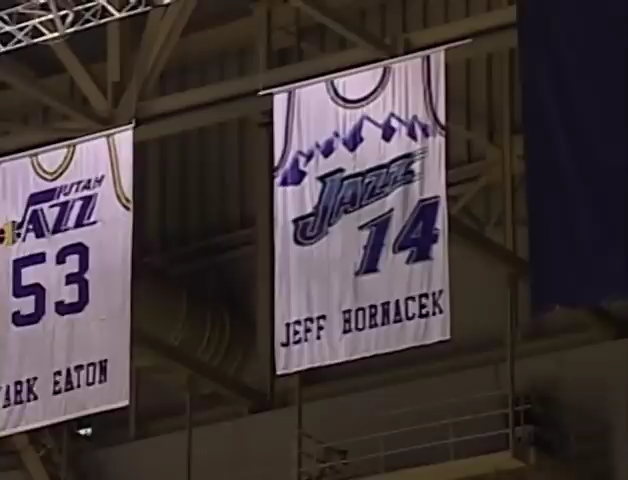 UTAH
JAZZ
53
ARK EATON
JAZZ
14
JEFF HORNACEK